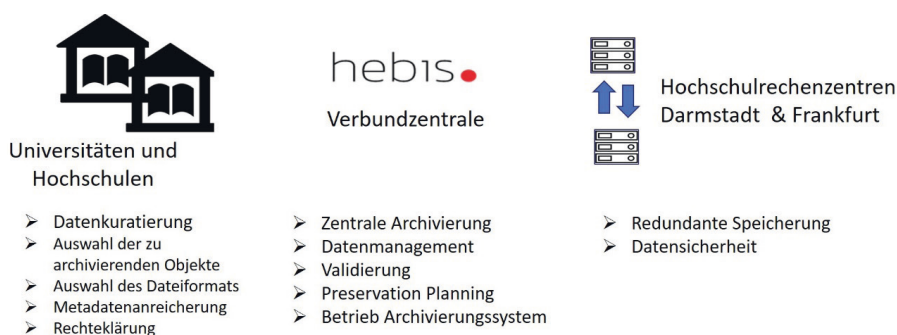 Universitäten und
Hochschulen
➢ Datenkuratierung
➢ Auswahl der zu
archivierenden Objekte
➢ Auswahl des Dateiformats
➢ Metadatenanreicherung
➢ Rechteklärung
hebis.
Verbundzentrale
➢ Zentrale Archivierung
➢ Datenmanagement
➢ Validierung
➢ Preservation Planning
➢ Betrieb Archivierungssystem
Hochschulrechenzentren
Darmstadt & Frankfurt
➢ Redundante Speicherung
➢ Datensicherheit